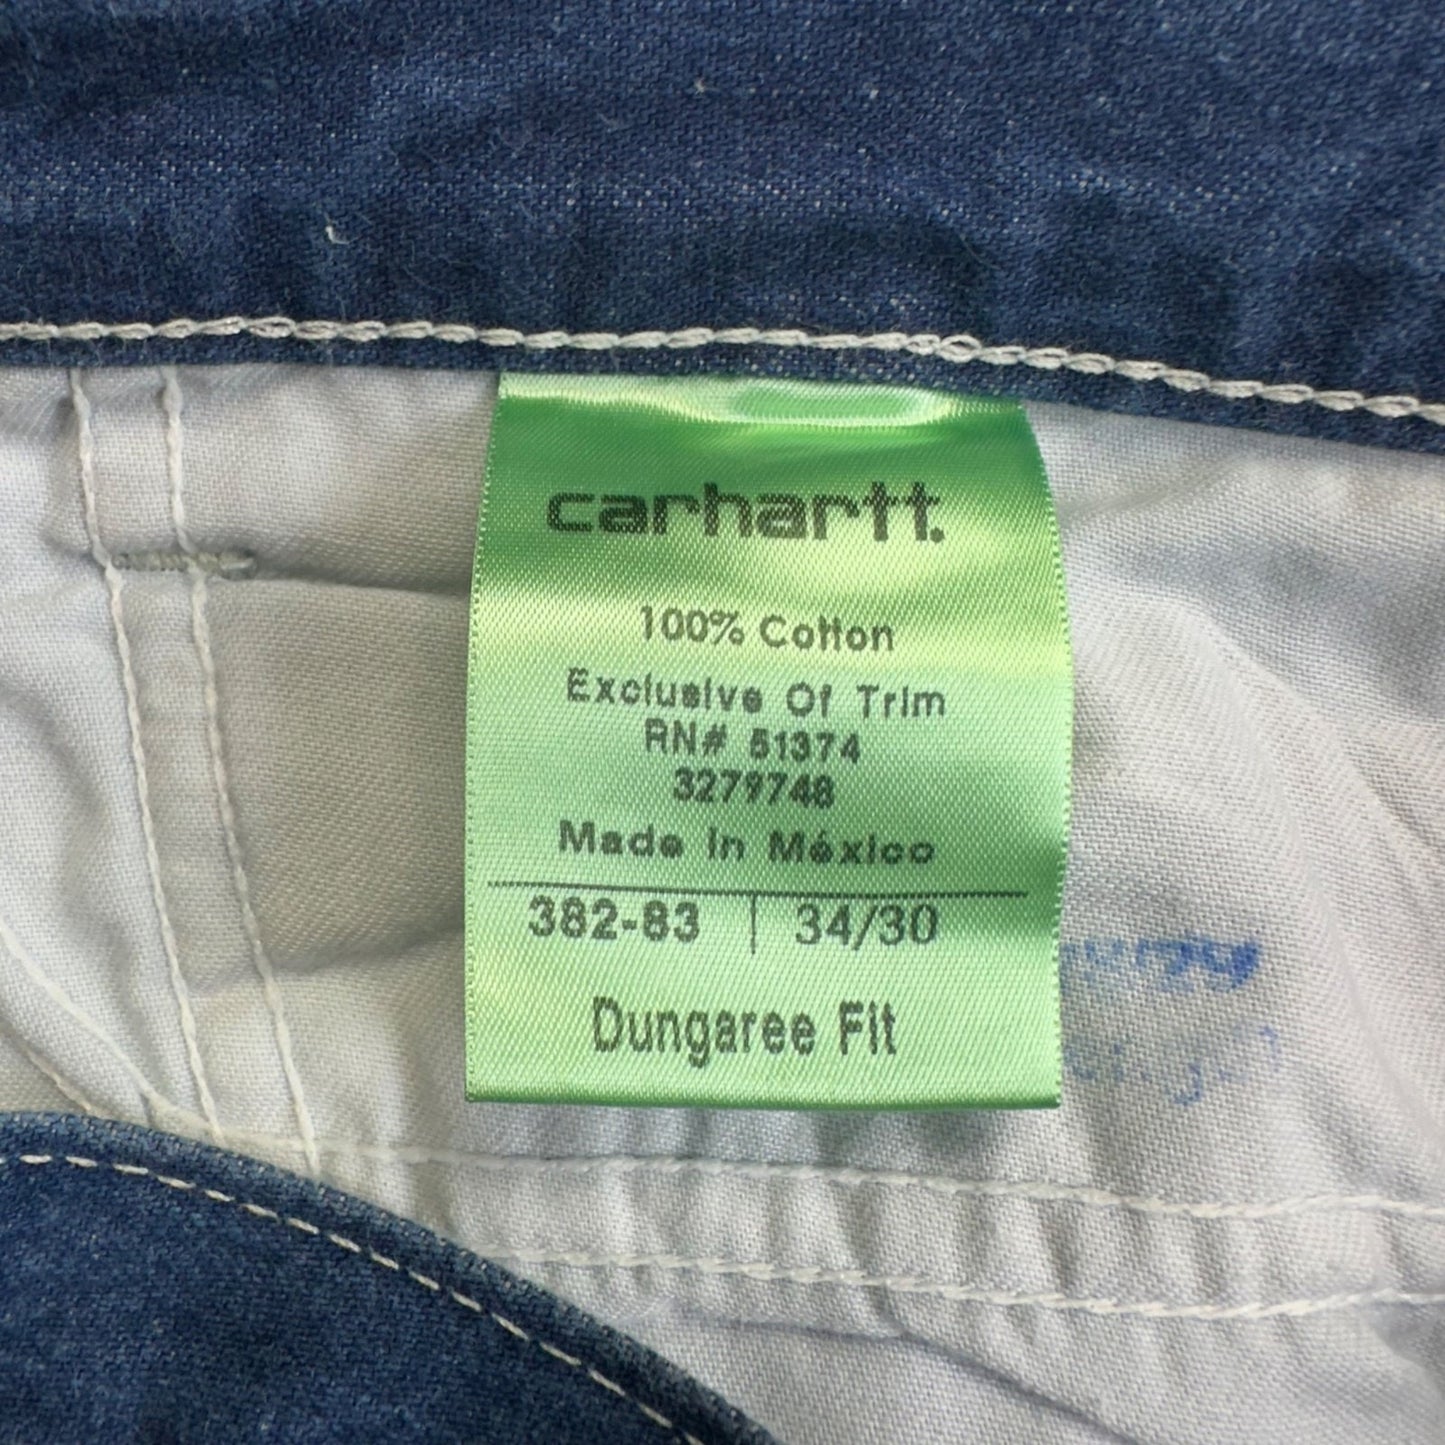 carhartt.
100% Cotton
Exclusive Of Trim
RN# 51374
3279748
Made In México
382-83 | 34/30
Dungaree Fit